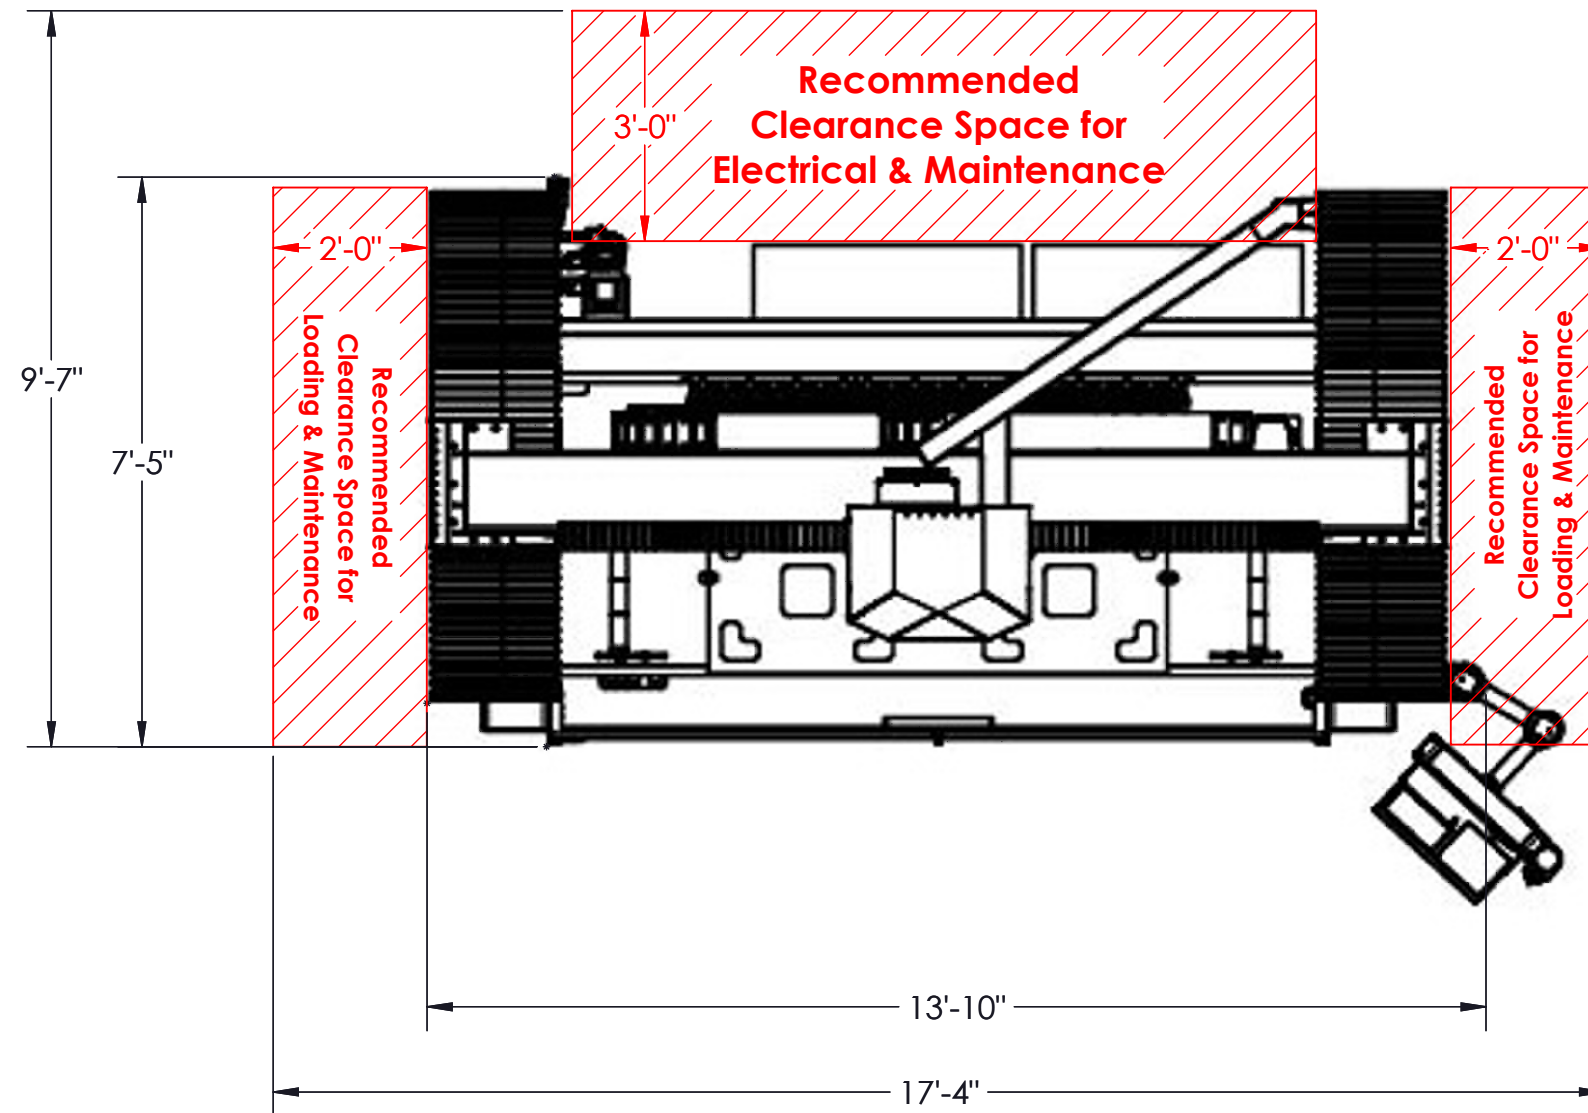 Recommended
Clearance Space for
Electrical & Maintenance
3'-0"
2'-0"
2'-0"
Recommended
Clearance Space for
Loading & Maintenance
Recommended
Clearance Space for
Loading & Maintenance
9'-7"
7'-5"
13'-10"
17'-4"